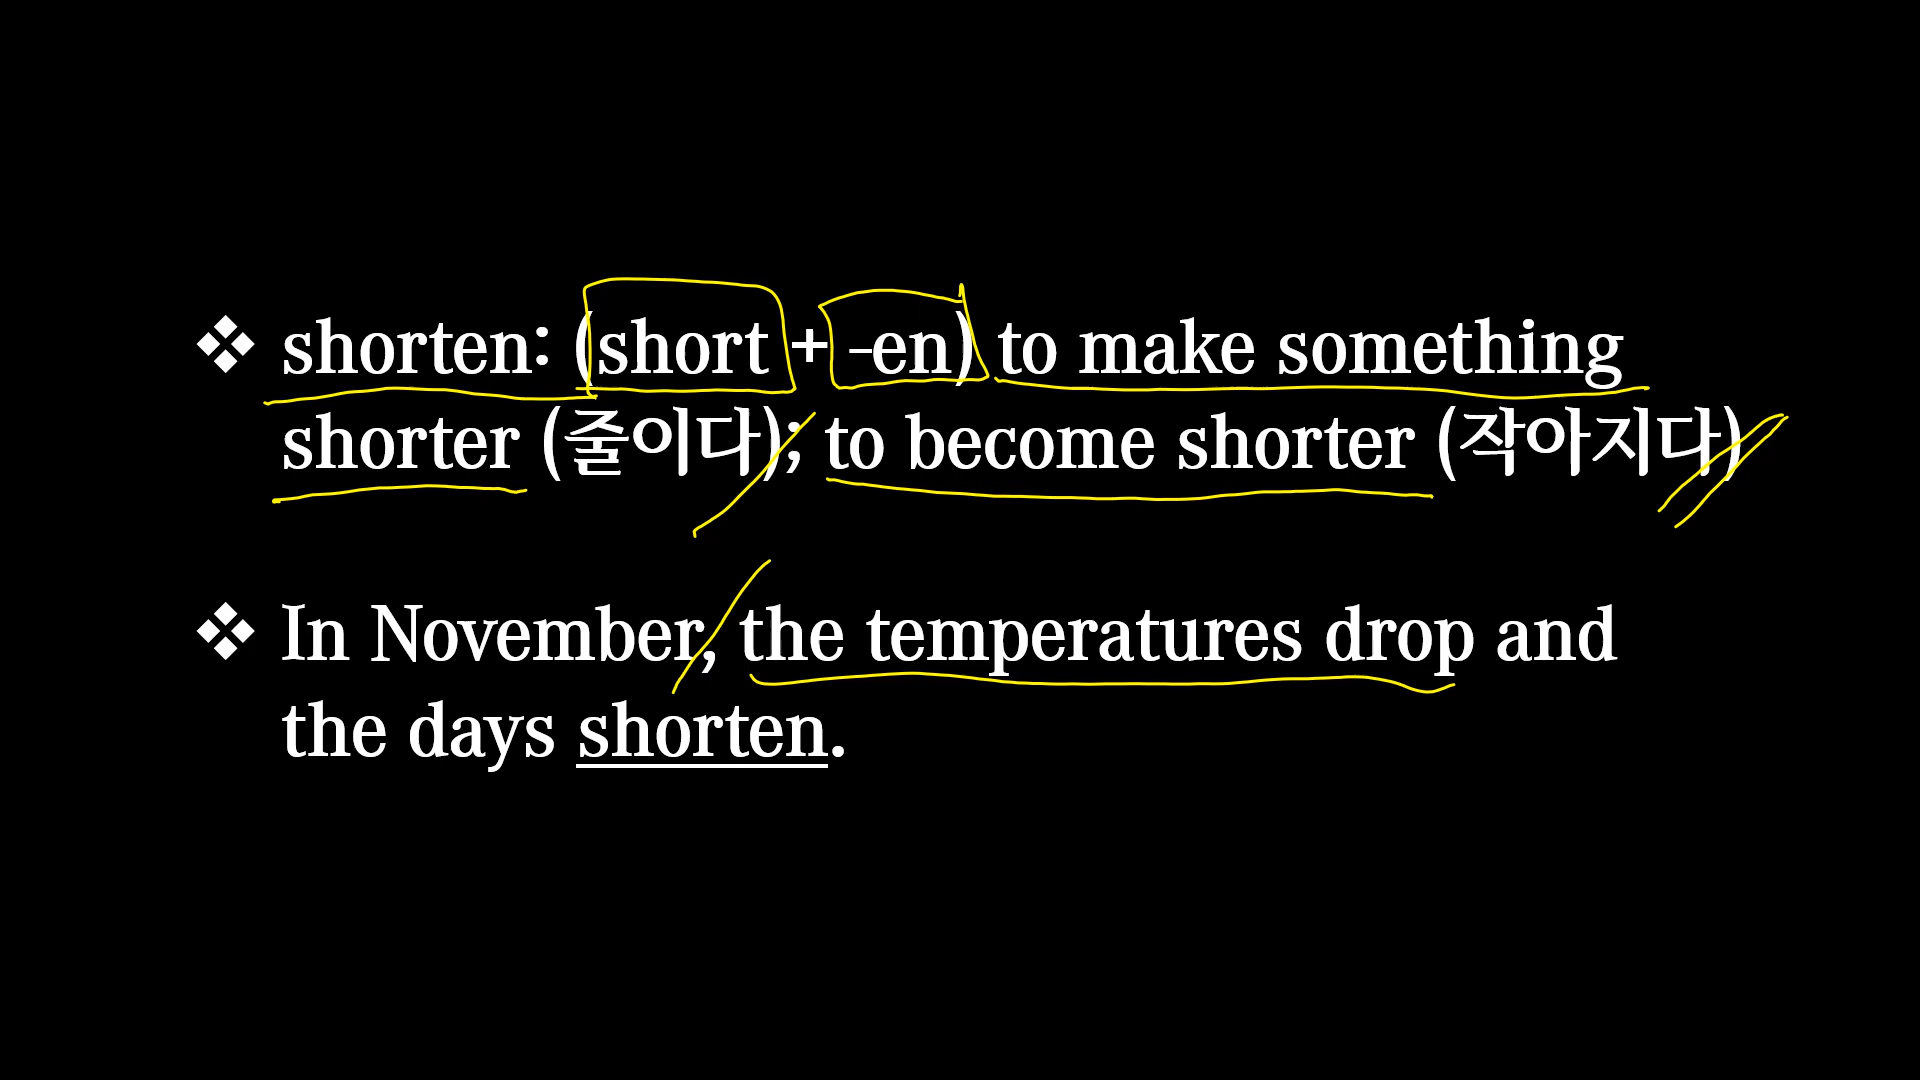 ❖ shorten: (short + -en) to make something
shorter (줄이다); to become shorter (작아지다)
❖ In November, the temperatures drop and
the days shorten.